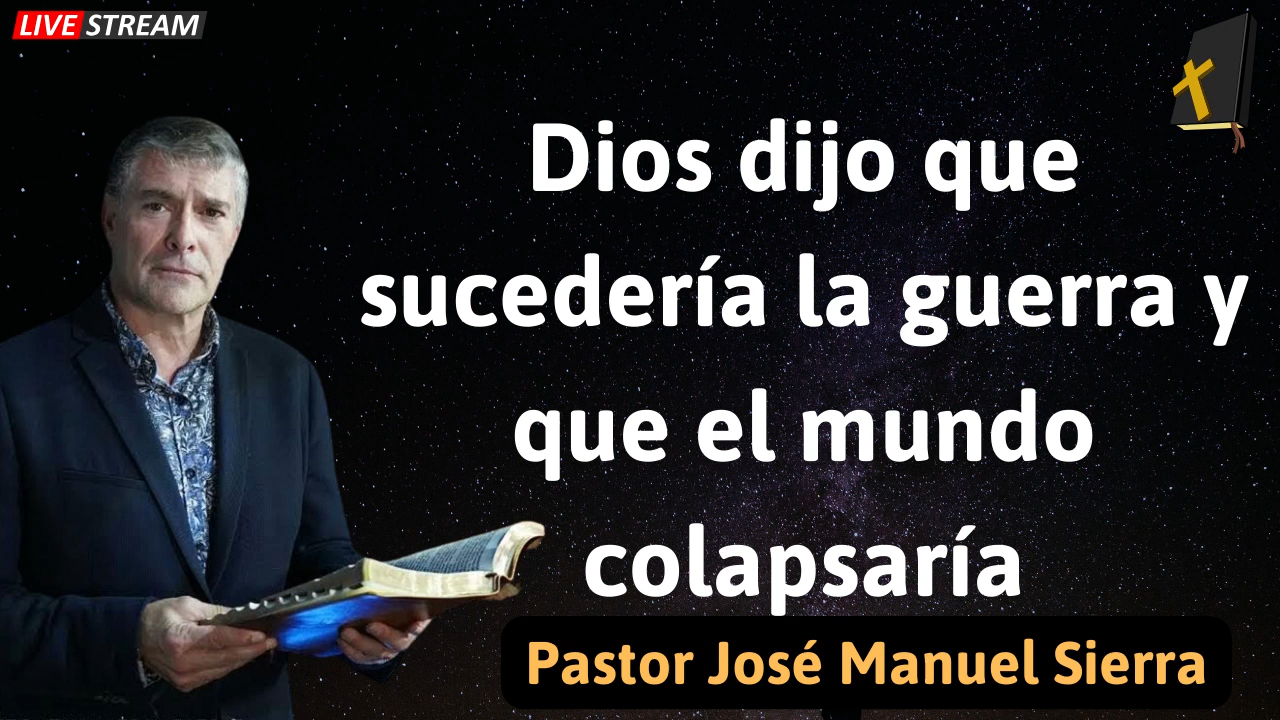 LIVE STREAM
Dios dijo que
sucedería la guerra y
que el mundo
colapsaría
Pastor José Manuel Sierra